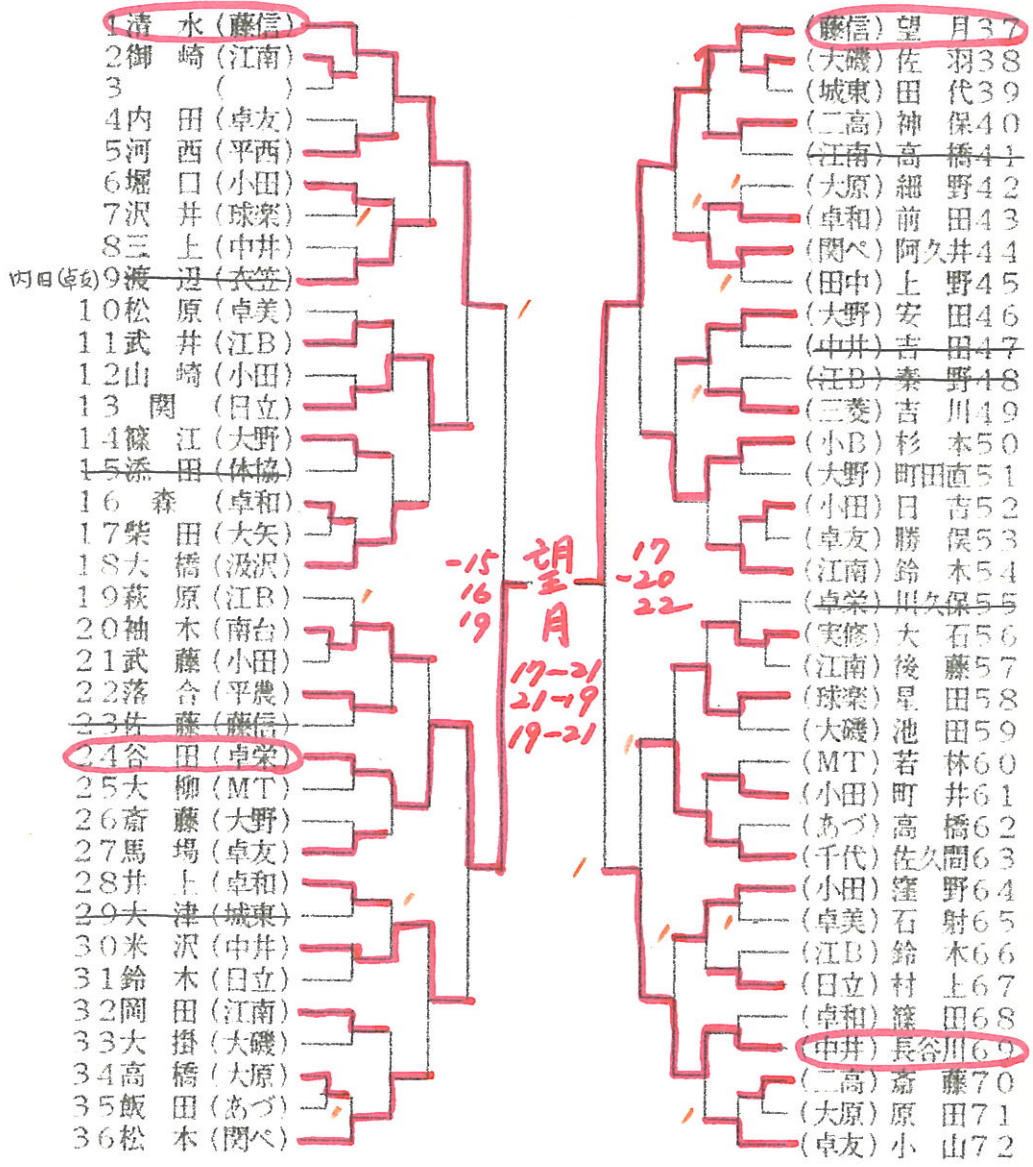 1清 水(藤信)
2御 崎(江南)
3 ( )
4内 田(卓友)
5河 西(平西)
6堀 口(小田)
7沢 井(球楽)
8三 上(中井)
内田(卓友)9渡 辺(衣笠)
10松 原(卓美)
11武 井(江B)
12山 崎(小田)
13 関 (日立)
14篠 江(大野)
15添 田(体協)
16 森 (卓和)
17柴 田(大矢)
18大 橋(汲沢)
19萩 原(江B)
20袖 木(南台)
21武 藤(小田)
22落 合(平農)
23佐 藤(藤信)
24谷 田(卓栄)
25大 柳(MT)
26斎 藤(大野)
27馬 場(卓友)
28井 上(卓和)
29大 津(城東)
30米 沢(中井)
31鈴 木(日立)
32岡 田(江南)
33大 掛(大磯)
34高 橋(大原)
35飯 田(あづ)
36松 本(関ペ)
-15
16
19
望月
17-21
21-19
19-21
17
-20
22
(藤信)望 月37
(大磯)佐 羽38
(城東)田 代39
(二高)神 保40
(江南)高 橋41
(大原)細 野42
(卓和)前 田43
(関ペ)阿久井44
(田中)上 野45
(大野)安 田46
(中井)吉 田47
(江B)秦 野48
(三菱)吉 川49
(小B)杉 本50
(大野)町田直51
(小田)日 吉52
(卓友)勝 俣53
(江南)鈴 木54
(卓栄)川久保55
(実修)大 石56
(江南)後 藤57
(球楽)星 田58
(大磯)池 田59
(MT)若 林60
(小田)町 井61
(あづ)高 橋62
(千代)佐久間63
(小田)窪 野64
(卓美)石 射65
(江B)鈴 木66
(日立)村 上67
(卓和)篠 田68
(中井)長谷川69
(二高)斎 藤70
(大原)原 田71
(卓友)小 山72